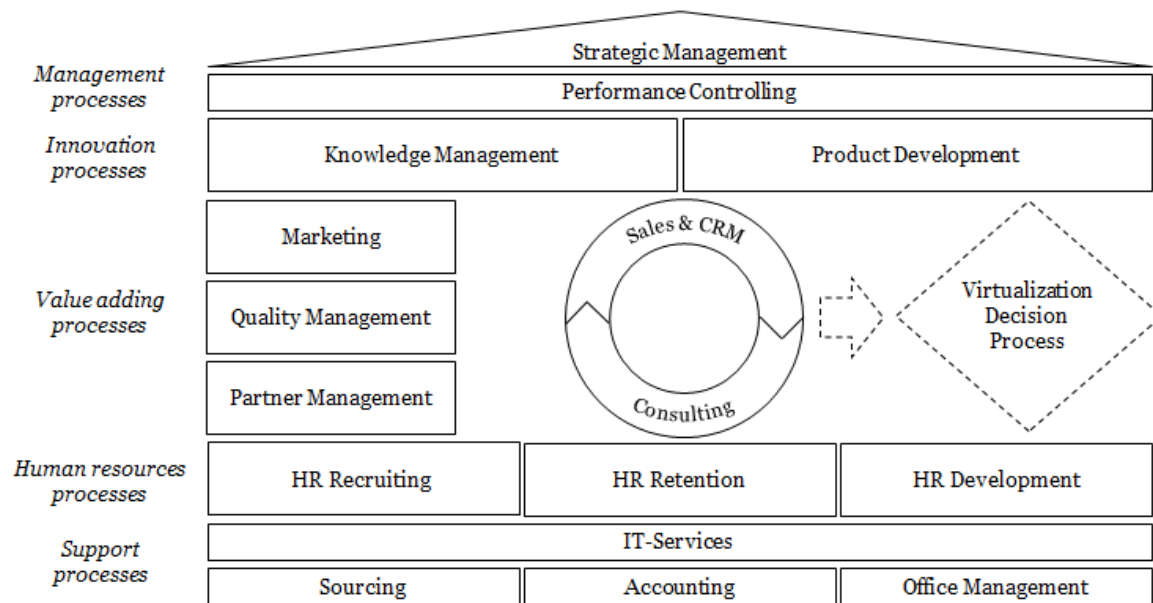 Strategic Management
Management
processes
Performance Controlling
Innovation
processes
Knowledge Management
Product Development
Value adding
processes
Marketing
Quality Management
Partner Management
Sales & CRM
Consulting
Virtualization
Decision
Process
Human resources
processes
HR Recruiting
HR Retention
HR Development
Support
processes
IT-Services
Sourcing
Accounting
Office Management